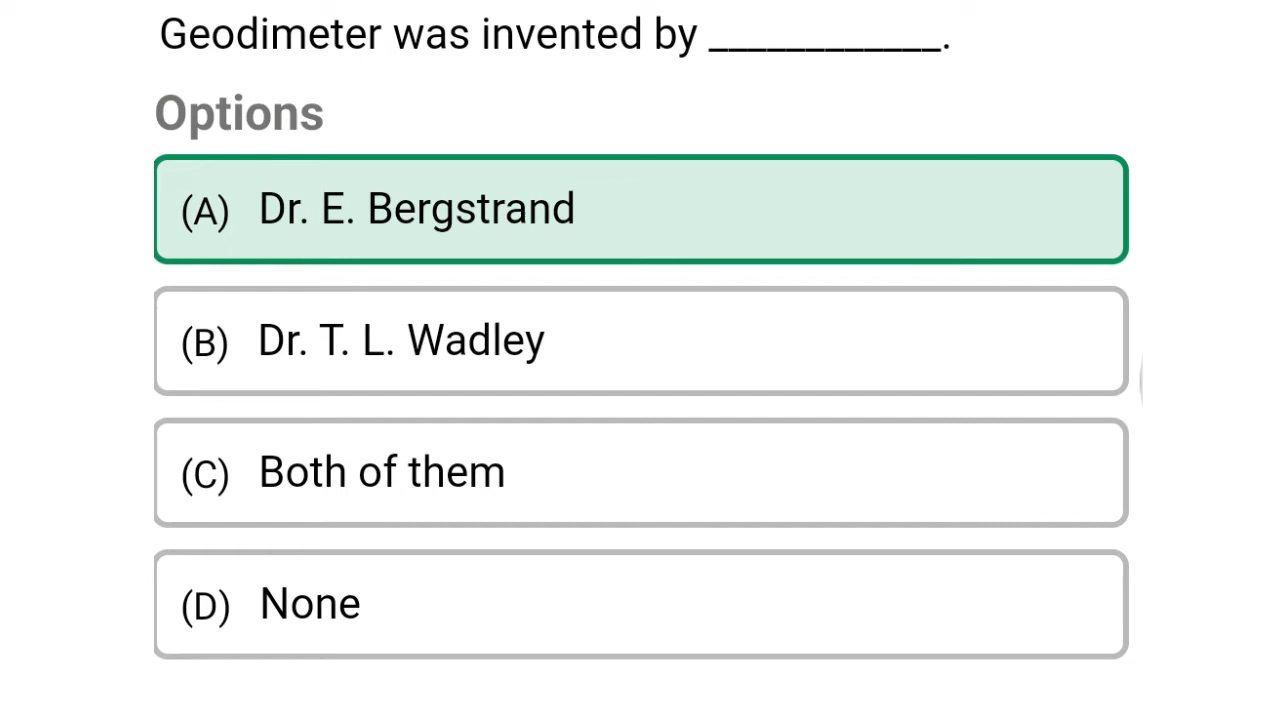 Geodimeter was invented by ____________.
Options
(A) Dr. E. Bergstrand
(B) Dr. T. L. Wadley
(C) Both of them
(D) None